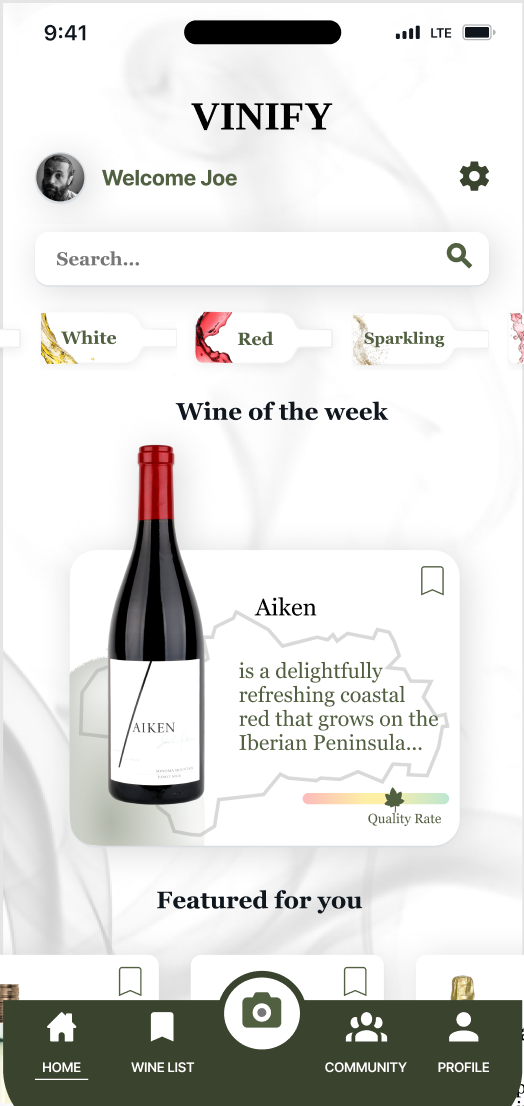 9:41
LTE
VINIFY
Welcome Joe
Search...
White
Red
Sparkling
Wine of the week
Aiken
is a delightfully
refreshing coastal
red that grows on the
Iberian Peninsula...
AIKEN
Quality Rate
Featured for you
HOME
WINE LIST
COMMUNITY
PROFILE